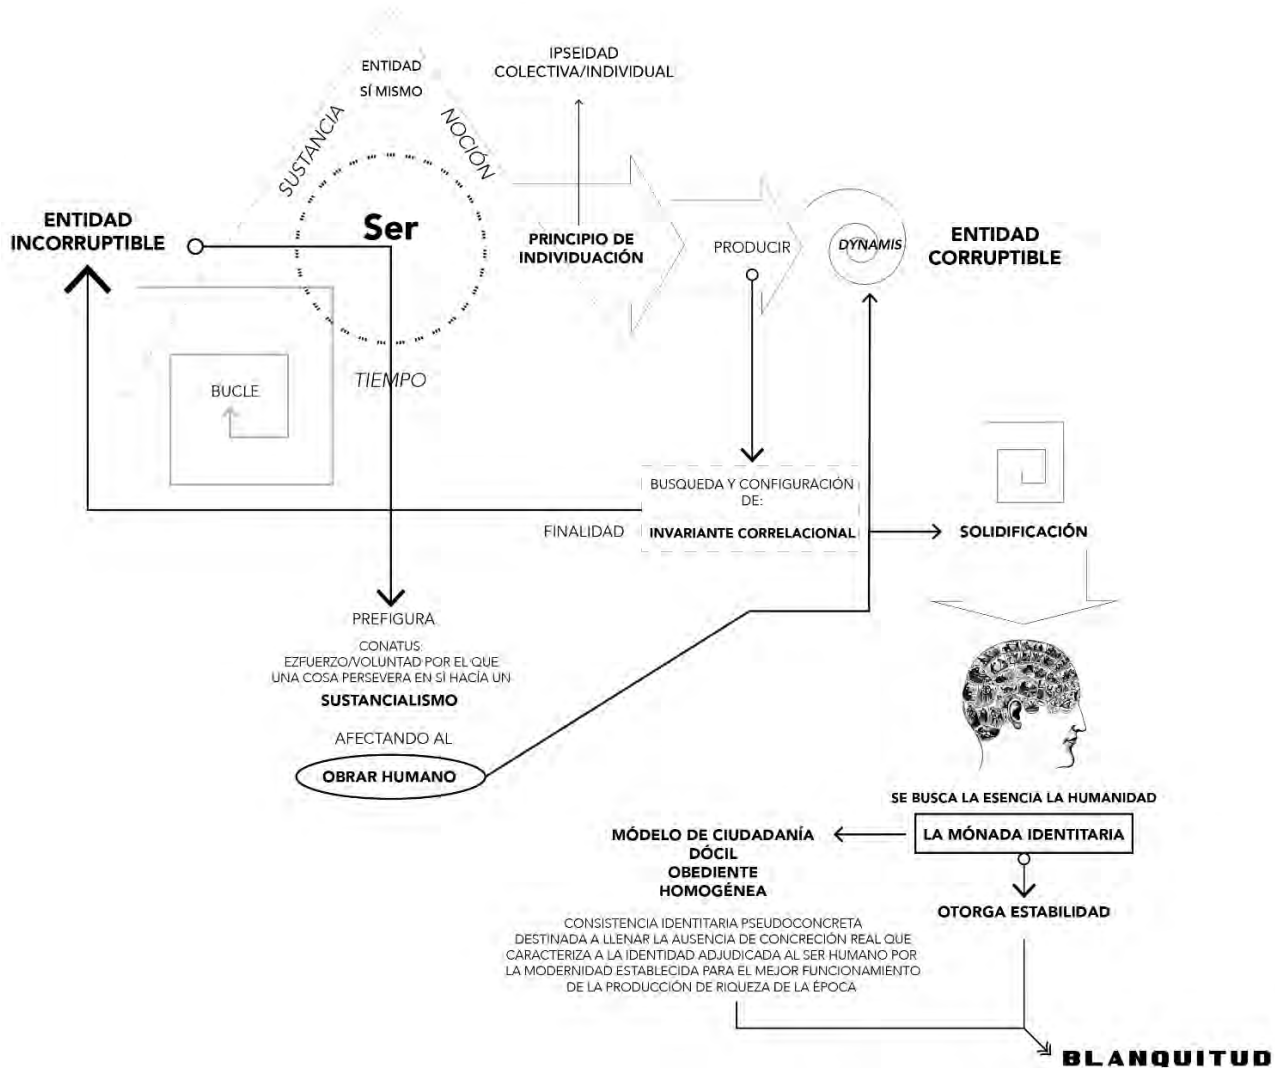 IPSEIDAD
COLECTIVA/INDIVIDUAL
ENTIDAD
SÍ MISMO
SUSTANCIA
NOCIÓN
ENTIDAD
INCORRUPTIBLE
Ser
PRINCIPIO DE
INDIVIDUACIÓN
PRODUCIR
DYNAMIS
ENTIDAD
CORRUPTIBLE
TIEMPO
BUCLE
BUSQUEDA Y CONFIGURACIÓN
DE:
INVARIANTE CORRELACIONAL
FINALIDAD
SOLIDIFICACIÓN
PREFIGURA
CONATUS:
EZFUERZO/VOLUNTAD POR EL QUE
UNA COSA PERSEVERA EN SÍ HACÍA UN
SUSTANCIALISMO
AFECTANDO AL
OBRAR HUMANO
SE BUSCA LA ESENCIA LA HUMANIDAD
LA MÓNADA IDENTITARIA
MÓDELO DE CIUDADANÍA
DÓCIL
OBEDIENTE
HOMOGÉNEA
OTORGA ESTABILIDAD
CONSISTENCIA IDENTITARIA PSEUDOCONCRETA
DESTINADA A LLENAR LA AUSENCIA DE CONCRECIÓN REAL QUE
CARACTERIZA A LA IDENTIDAD ADJUDICADA AL SER HUMANO POR
LA MODERNIDAD ESTABLECIDA PARA EL MEJOR FUNCIONAMIENTO
DE LA PRODUCCIÓN DE RIQUEZA DE LA ÉPOCA
BLANQUITUD